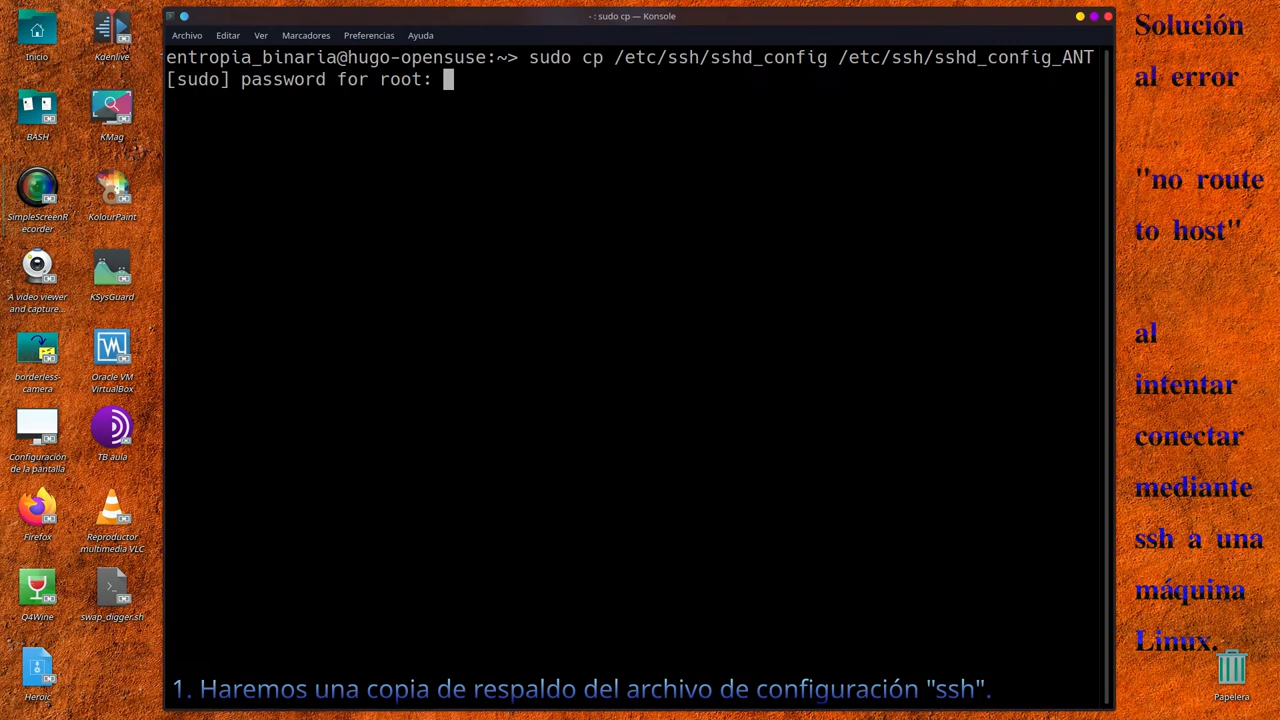 - : sudo cp — Konsole
Archivo Editar Ver Marcadores Preferencias Ayuda
entropia_binaria@hugo-opensuse:~> sudo cp /etc/ssh/sshd_config /etc/ssh/sshd_config_ANT
[sudo] password for root:
1. Haremos una copia de respaldo del archivo de configuración "ssh".
Inicio
Kdenlive
BASH
KMag
SimpleScreenR
ecorder
KolourPaint
A video viewer
and capture...
KSysGuard
borderless-
camera
Oracle VM
VirtualBox
Configuración
de la pantalla
TB aula
Firefox
Reproductor
multimedia VLC
Q4Wine
swap_digger.sh
Heroic
Solución
al error
"no route
to host"
al
intentar
conectar
mediante
ssh a una
máquina
Linux.
Papelera